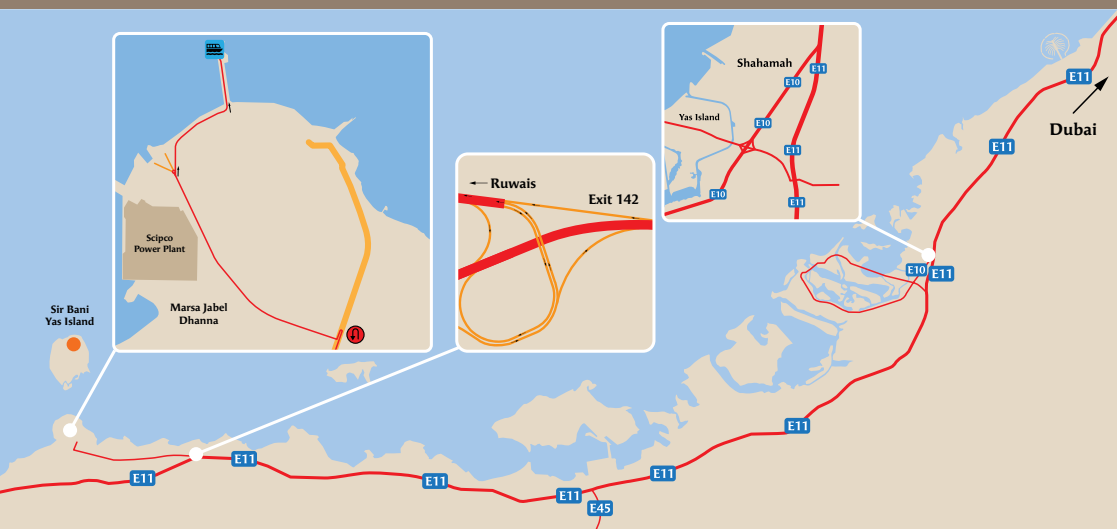 Shahamah
E11
E10
Yas Island
E10
E11
E10
E11
E11
Dubai
E11
Ruwais
Exit 142
Scipco
Power Plant
Marsa Jabel
Dhanna
Sir Bani
Yas Island
E10
E11
E11
E11
E11
E11
E11
E11
E45